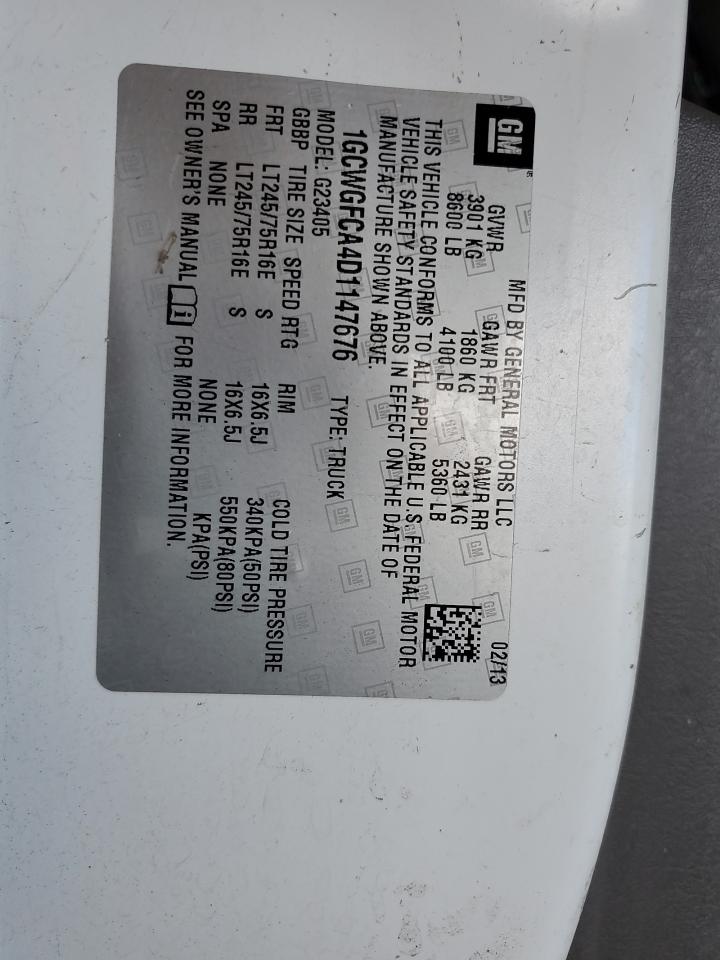 GM
MFD BY GENERAL MOTORS LLC 02/13
GVWR GAWR FRT GAWR RR
3901 KG 1860 KG 2431 KG
8600 LB 4100 LB 5360 LB
THIS VEHICLE CONFORMS TO ALL APPLICABLE U.S. FEDERAL MOTOR
VEHICLE SAFETY STANDARDS IN EFFECT ON THE DATE OF
MANUFACTURE SHOWN ABOVE.
1GCWGFCA4D1147676 TYPE: TRUCK
MODEL: G23405
GBBP TIRE SIZE SPEED RTG RIM COLD TIRE PRESSURE
FRT LT245/75R16E S 16X6.5J 340KPA(50PSI)
RR LT245/75R16E S 16X6.5J 550KPA(80PSI)
SPA NONE NONE KPA(PSI)
SEE OWNER'S MANUAL FOR MORE INFORMATION.